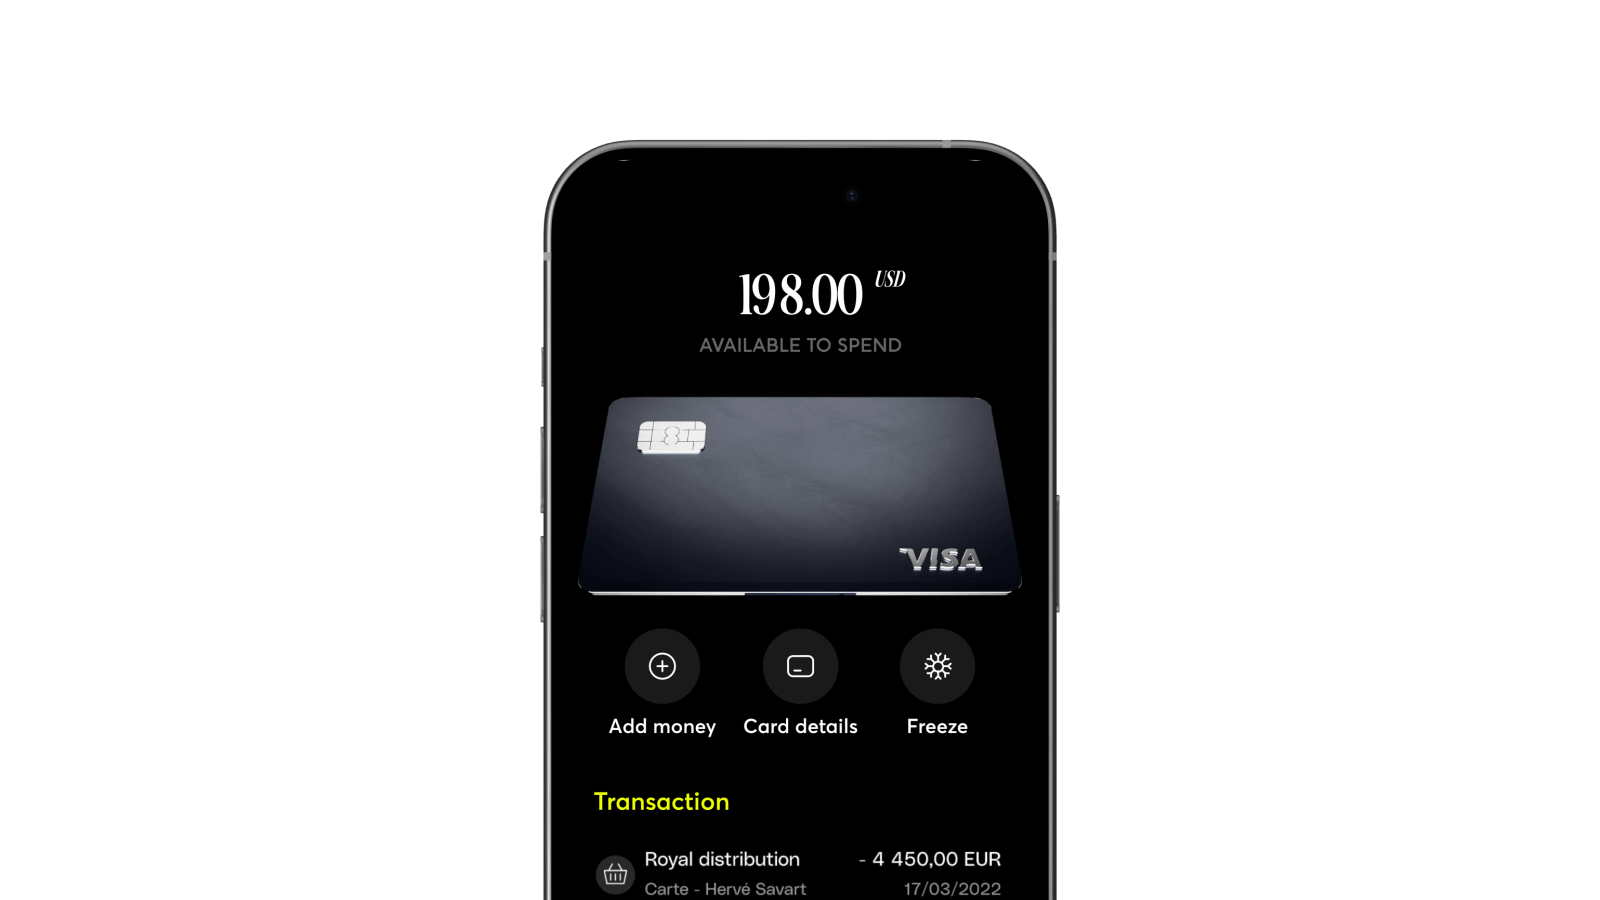 198.00 USD
AVAILABLE TO SPEND
VISA
Add money Card details Freeze
Transaction
Royal distribution - 4 450,00 EUR
Carte - Hervé Savart 17/03/2022